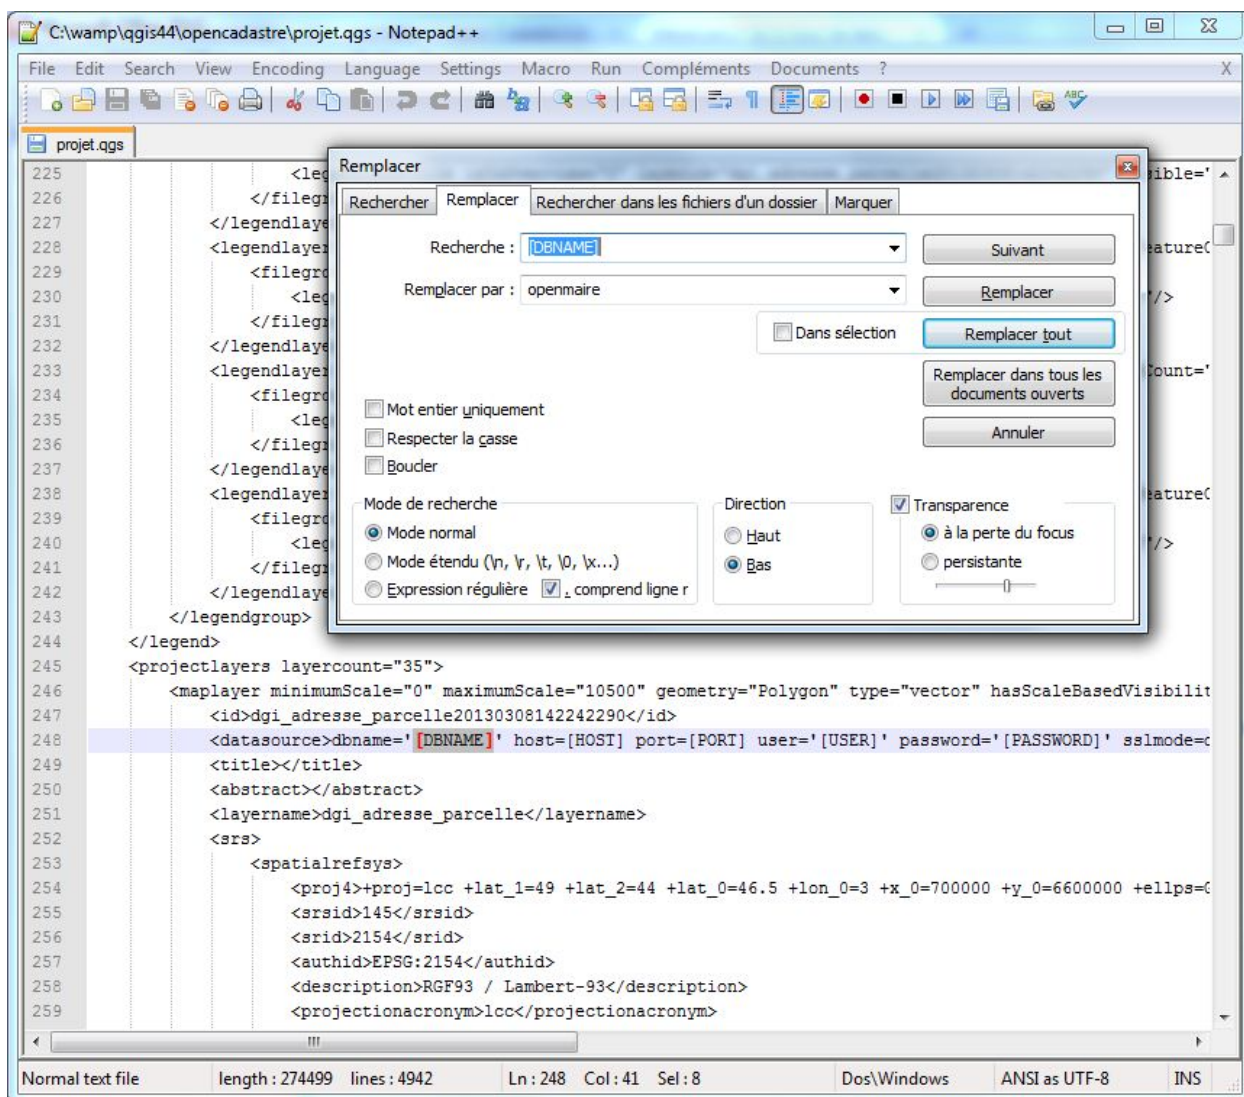 C:\wamp\qgis44\opencadastre\projet.qgs - Notepad++
File Edit Search View Encoding Language Settings Macro Run Compléments Documents ? X
projet.qgs
Remplacer
Rechercher Remplacer Rechercher dans les fichiers d'un dossier Marquer
Recherche : [DBNAME] Suivant
Remplacer par : openmaire Remplacer
Dans sélection Remplacer tout
Remplacer dans tous les
documents ouverts
Mot entier uniquement
Respecter la casse
Annuler
Boucler
Mode de recherche Direction Transparence
Mode normal Haut à la perte du focus
Mode étendu (\n, \r, \t, \0, \x...) Bas persistante
Expression régulière . comprend ligne r
225 <leg
226 </filegr
227 </legendlaye
228 <legendlayer eature
229 <filegro
230 <leg "/>
231 </filegr
232 </legendlaye
233 <legendlayer ount="
234 <filegro
235 <leg
236 </filegr
237 </legendlaye
238 <legendlayer eature
239 <filegro
240 <leg "/>
241 </filegr
242 </legendlaye
243 </legendgroup>
244 </legend>
245 <projectlayers layercount="35">
246 <maplayer minimumScale="0" maximumScale="10500" geometry="Polygon" type="vector" hasScaleBasedVisibilit
247 <id>dgi_adresse_parcelle20130308142242290</id>
248 <datasource>dbname='[DBNAME]' host=[HOST] port=[PORT] user='[USER]' password='[PASSWORD]' sslmode=
249 <title></title>
250 <abstract></abstract>
251 <layername>dgi_adresse_parcelle</layername>
252 <srs>
253 <spatialrefsys>
254 <proj4>+proj=lcc +lat_1=49 +lat_2=44 +lat_0=46.5 +lon_0=3 +x_0=700000 +y_0=6600000 +ellps=
255 <srsid>145</srsid>
256 <srid>2154</srid>
257 <authid>EPSG:2154</authid>
258 <description>RGF93 / Lambert-93</description>
259 <projectionacronym>lcc</projectionacronym>
Normal text file length : 274499 lines : 4942 Ln : 248 Col : 41 Sel : 8 Dos\Windows ANSI as UTF-8 INS